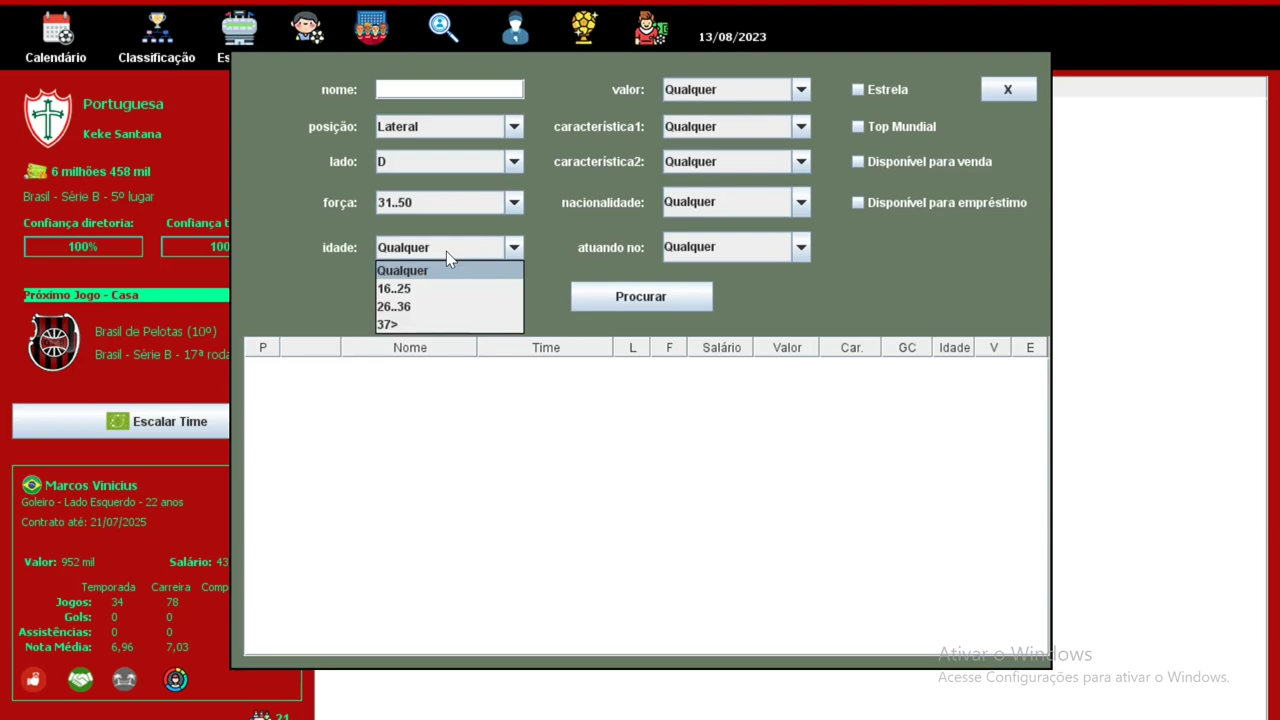 Calendário
Classificação
Es
13/08/2023
Portuguesa
Keke Santana
6 milhões 458 mil
Brasil - Série B - 5º lugar
Confiança diretoria:
Confiança t
100%
100
Próximo Jogo - Casa
Brasil de Pelotas (10º)
Brasil - Série B - 17ª roda
Escalar Time
Marcos Vinicius
Goleiro - Lado Esquerdo - 22 anos
Contrato até: 21/07/2025
Valor: 952 mil
Salário: 43
Temporada Carreira Comp
Jogos: 34 78
Gols: 0 0
Assistências: 0 0
Nota Média: 6,96 7,03
21
nome:
valor: Qualquer
Estrela
X
posição: Lateral
característica1: Qualquer
Top Mundial
lado: D
característica2: Qualquer
Disponível para venda
força: 31..50
nacionalidade: Qualquer
Disponível para empréstimo
idade: Qualquer
atuando no: Qualquer
Qualquer
16..25
26..36
37>
Procurar
P Nome Time L F Salário Valor Car. GC Idade V E
Ativar o Windows
Acesse Configurações para ativar o Windows.